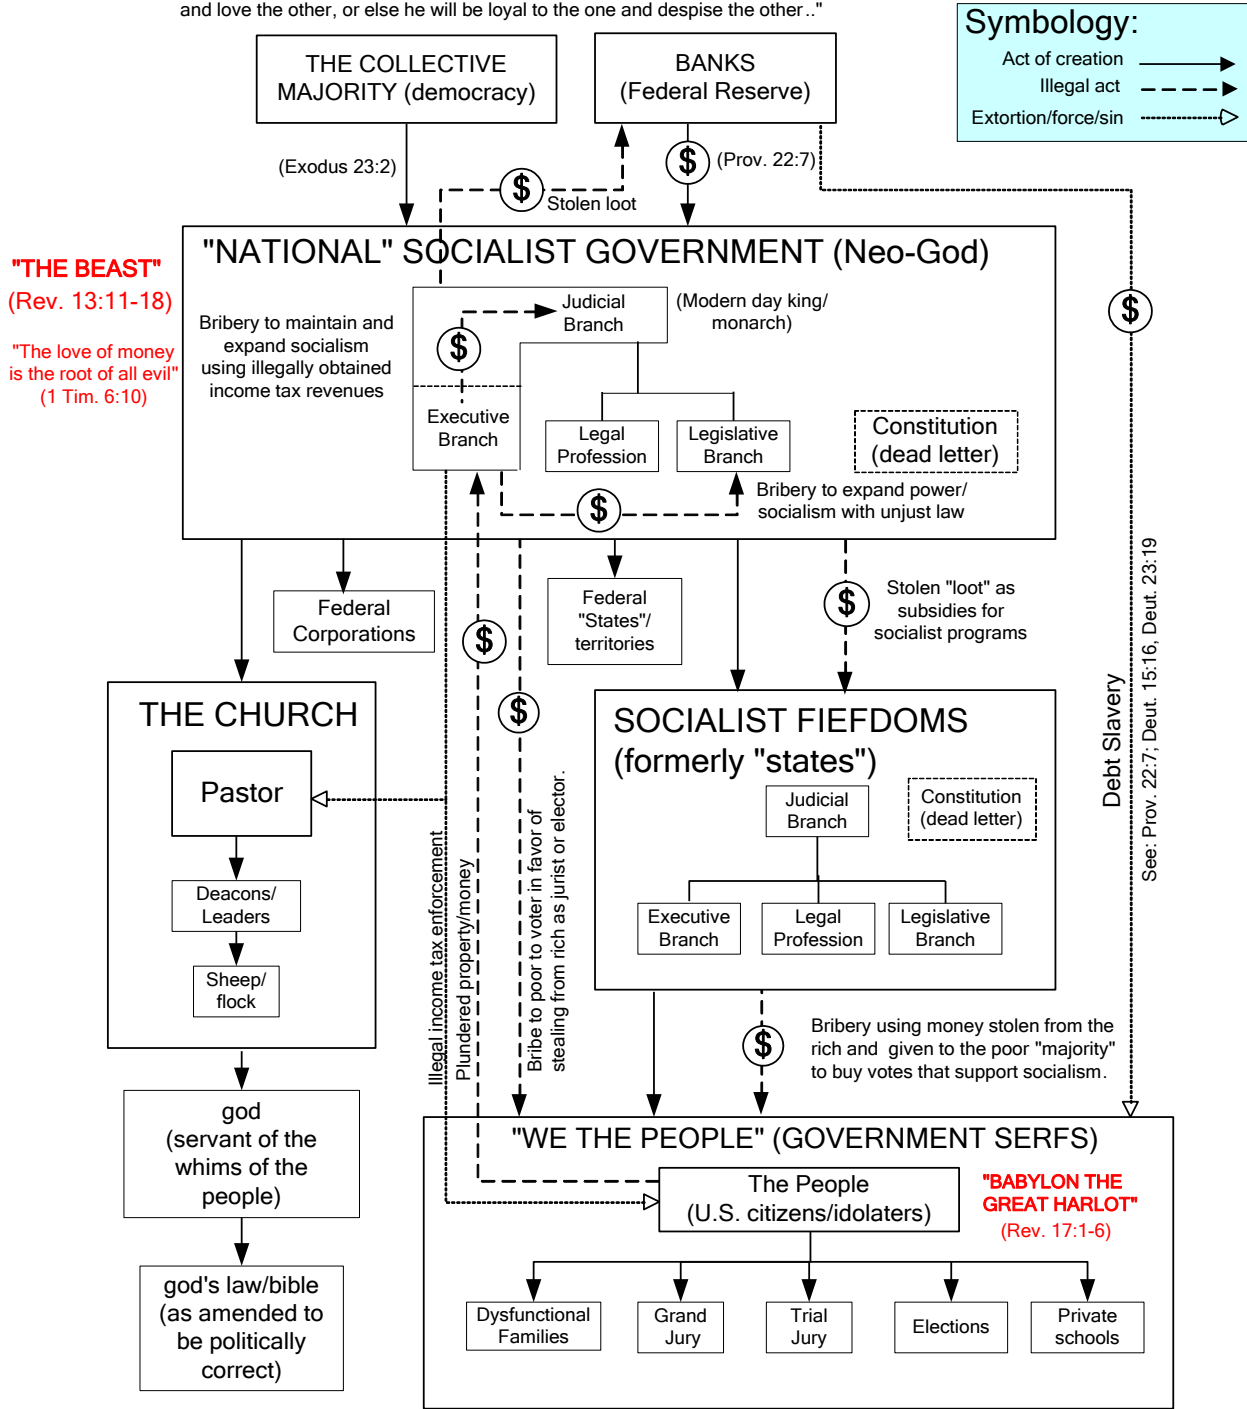 and love the other, or else he will be loyal to the one and despise the other.."
Symbology:
Act of creation
Illegal act
Extortion/force/sin
THE COLLECTIVE
MAJORITY (democracy)
BANKS
(Federal Reserve)
(Exodus 23:2)
$
(Prov. 22:7)
$
Stolen loot
"NATIONAL" SOCIALIST GOVERNMENT (Neo-God)
"THE BEAST"
(Rev. 13:11-18)
"The love of money
is the root of all evil"
(1 Tim. 6:10)
Bribery to maintain and
expand socialism
using illegally obtained
income tax revenues
$
Judicial
Branch
(Modern day king/
monarch)
$
Executive
Branch
Legal
Profession
Legislative
Branch
Constitution
(dead letter)
$
Bribery to expand power/
socialism with unjust law
Federal
Corporations
Federal
"States"/
territories
$
Stolen "loot" as
subsidies for
socialist programs
$
$
Debt Slavery
See: Prov. 22:7; Deut. 15:16, Deut. 23:19
THE CHURCH
Pastor
Deacons/
Leaders
Sheep/
flock
Illegal income tax enforcement
Plundered property/money
Bribe to poor to voter in favor of
stealing from rich as jurist or elector.
SOCIALIST FIEFDOMS
(formerly "states")
Judicial
Branch
Constitution
(dead letter)
Executive
Branch
Legal
Profession
Legislative
Branch
$
Bribery using money stolen from the
rich and given to the poor "majority"
to buy votes that support socialism.
god
(servant of the
whims of the
people)
god's law/bible
(as amended to
be politically
correct)
"WE THE PEOPLE" (GOVERNMENT SERFS)
The People
(U.S. citizens/idolaters)
"BABYLON THE
GREAT HARLOT"
(Rev. 17:1-6)
Dysfunctional
Families
Grand
Jury
Trial
Jury
Elections
Private
schools